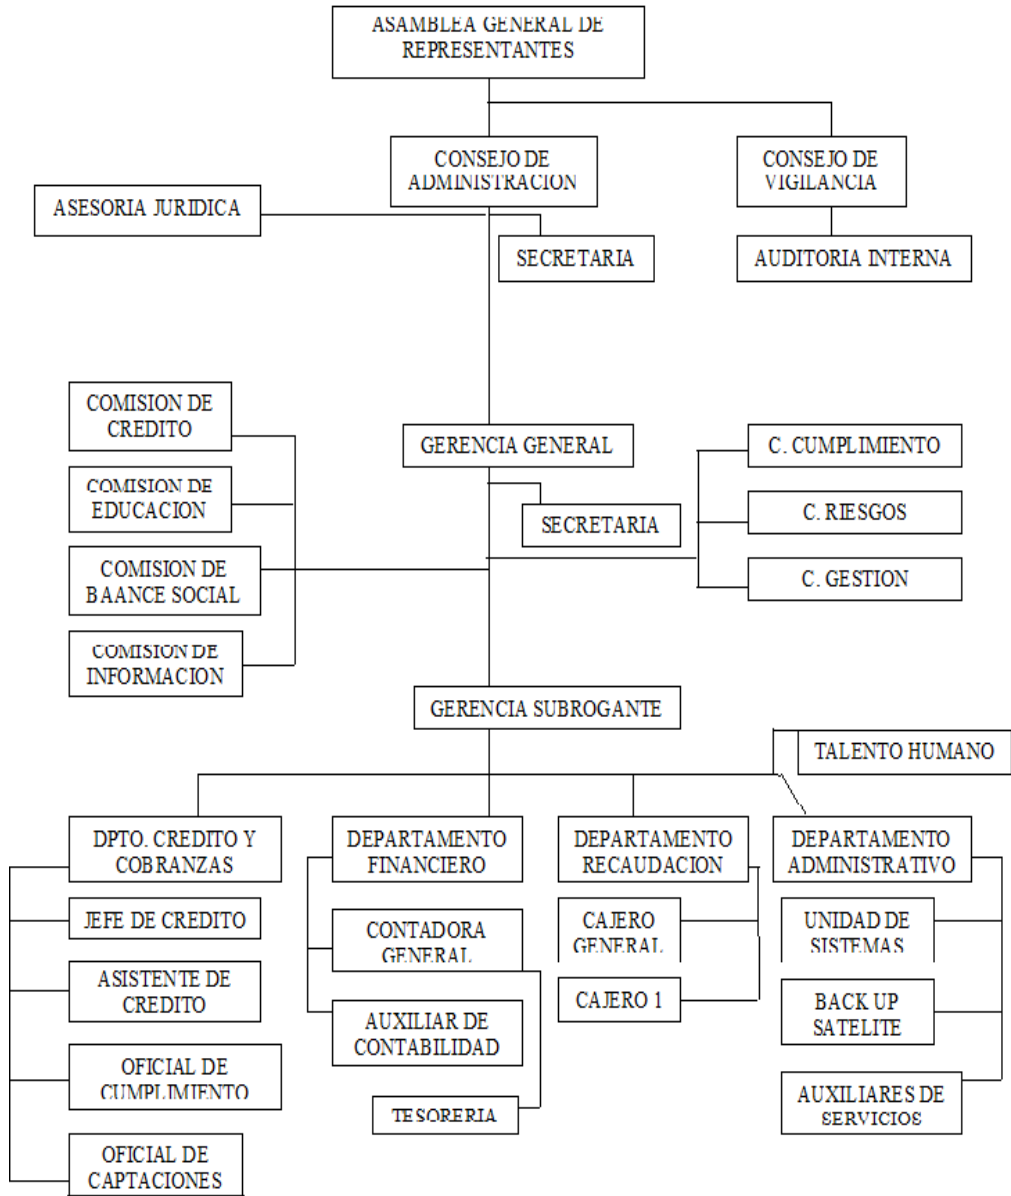 ASAMBLEA GENERAL DE
REPRESENTANTES
CONSEJO DE
ADMINISTRACION
CONSEJO DE
VIGILANCIA
ASESORIA JURIDICA
SECRETARIA
AUDITORIA INTERNA
COMISION DE
CREDITO
GERENCIA GENERAL
C. CUMPLIMIENTO
COMISION DE
EDUCACION
SECRETARIA
C. RIESGOS
COMISION DE
BAANCE SOCIAL
C. GESTION
COMISION DE
INFORMACION
GERENCIA SUBROGANTE
TALENTO HUMANO
DPTO. CREDITO Y
COBRANZAS
DEPARTAMENTO
FINANCIERO
DEPARTAMENTO
RECAUDACION
DEPARTAMENTO
ADMINISTRATIVO
JEFE DE CREDITO
CONTADORA
GENERAL
CAJERO
GENERAL
UNIDAD DE
SISTEMAS
ASISTENTE DE
CREDITO
AUXILIAR DE
CONTABILIDAD
CAJERO 1
BACK UP
SATELITE
OFICIAL DE
CUMPLIMIENTO
TESORERIA
AUXILIARES DE
SERVICIOS
OFICIAL DE
CAPTACIONES